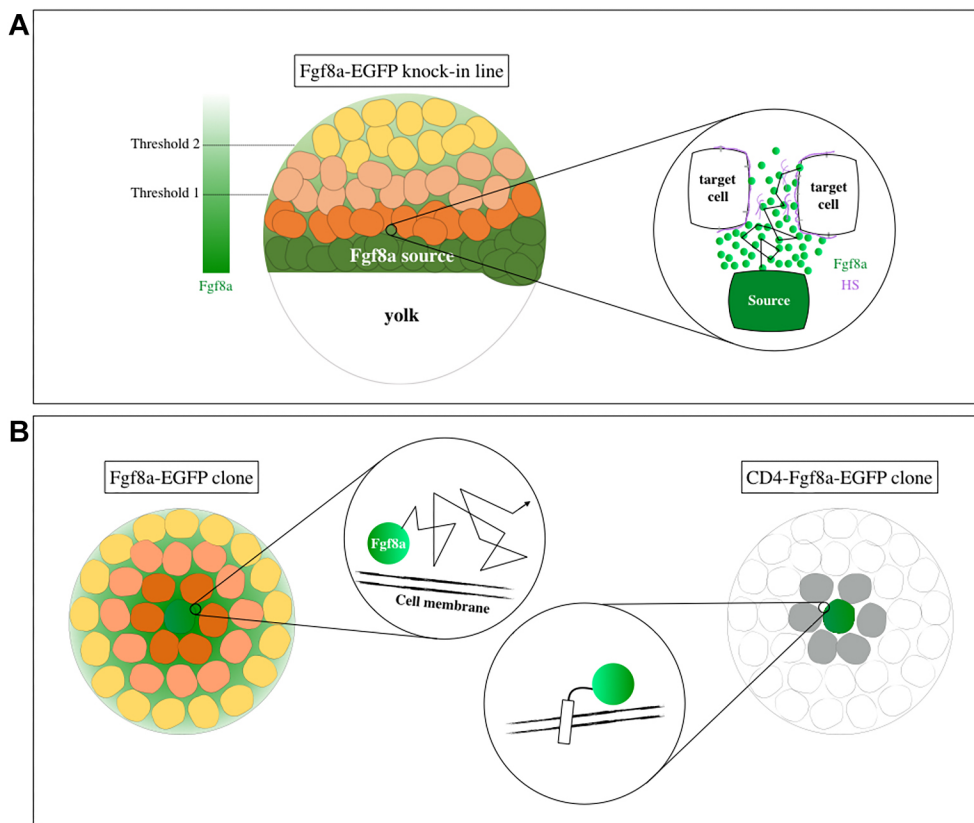 A
Fgf8a-EGFP knock-in line
Threshold 2
Threshold 1
Fgf8a
Fgf8a source
yolk
target
cell
target
cell
Fgf8a
HS
Source
B
Fgf8a-EGFP clone
CD4-Fgf8a-EGFP clone
Fgf8a
Cell membrane